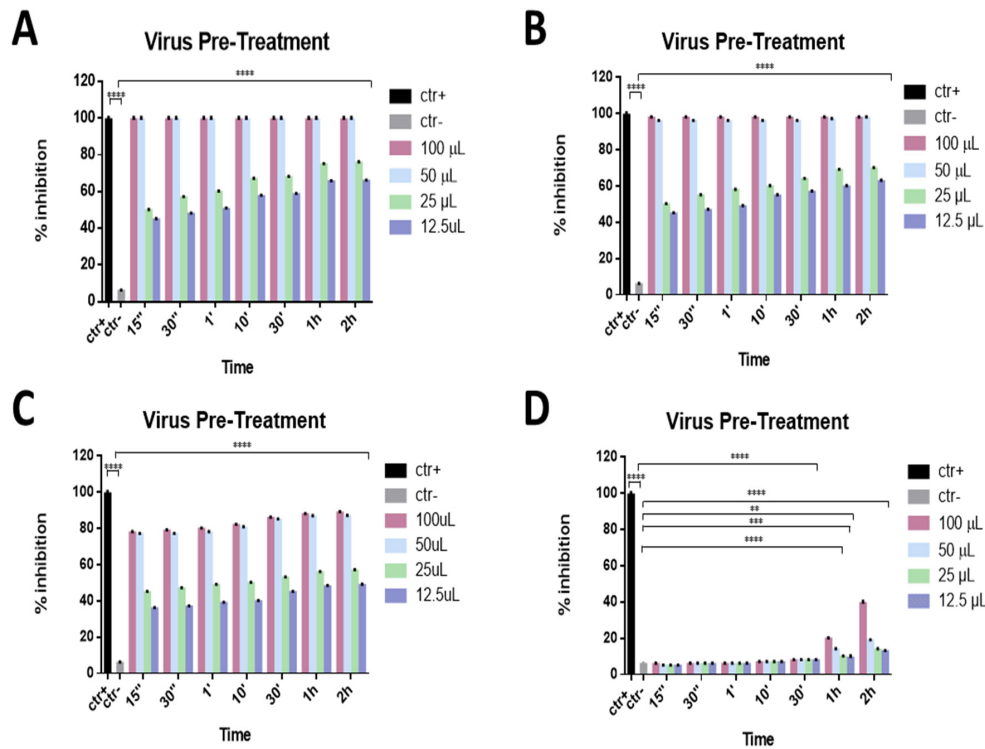 A
Virus Pre-Treatment
****
****
120
100
80
60
40
20
0
% inhibition
ctr+
ctr-
15"
30"
1'
10'
30'
1h
2h
Time
ctr+
ctr-
100 µL
50 µL
25 µL
12.5uL
B
Virus Pre-Treatment
****
****
120
100
80
60
40
20
0
% inhibition
ctr+
ctr-
15"
30"
1'
10'
30'
1h
2h
Time
ctr+
ctr-
100 µL
50 µL
25 µL
12.5 µL
C
Virus Pre-Treatment
****
****
120
100
80
60
40
20
0
% inhibition
ctr+
ctr-
15"
30"
1'
10'
30'
1h
2h
Time
ctr+
ctr-
100uL
50uL
25uL
12.5uL
D
Virus Pre-Treatment
****
****
****
**
***
****
120
100
80
60
40
20
0
% inhibition
ctr+
ctr-
15"
30"
1'
10'
30'
1h
2h
Time
ctr+
ctr-
100 µL
50 µL
25 µL
12.5 µL